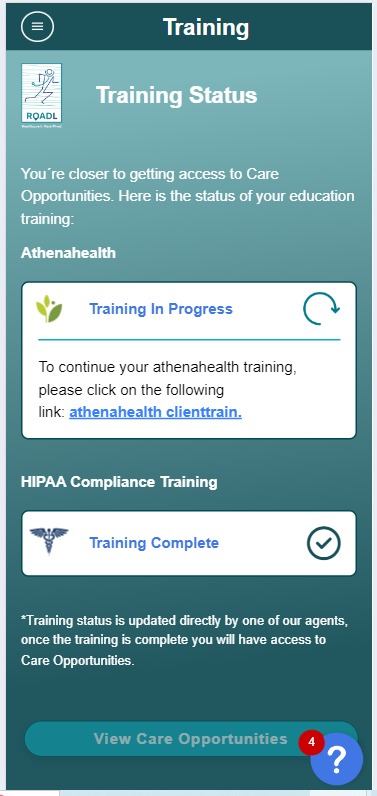 Training
RQADL
Training Status
You´re closer to getting access to Care
Opportunities. Here is the status of your education
training:
Athenahealth
Training In Progress
To continue your athenahealth training,
please click on the following
link: athenahealth clienttrain.
HIPAA Compliance Training
Training Complete
*Training status is updated directly by one of our agents,
once the training is complete you will have access to
Care Opportunities.
View Care Opportunities
4
?